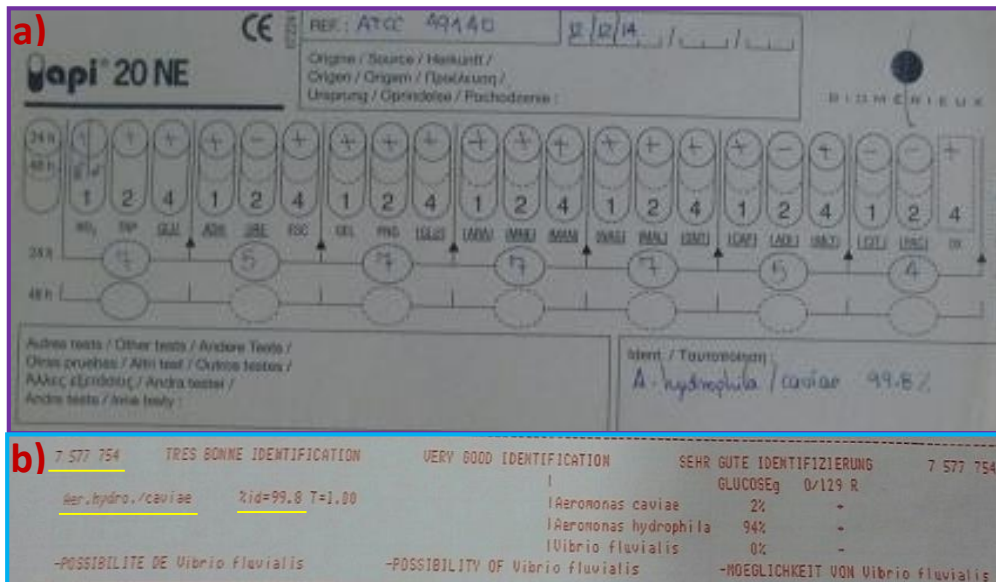 a)
CE
REF.: ATCC 49140
12/12/14
api® 20 NE
Origine / Source / Herkunft /
Origen / Origem / Προέλευση /
Ursprung / Oprindelse / Pochodzenie :
BIOMÉRIEUX
24 h + + + + - + + + + + + + + + + + - + - - +
48 h
1 2 4 1 2 4 1 2 4 1 2 4 1 2 4 1 2 4 1 2 4
NO₃ TRP GLU ADH URE ESC GEL PNG |GLU| |ARA| |MNE| |MAN| |NAG| |MAL| |GNT| |CAP| |ADI| |MLT| |CIT| |PAC| OX
24 h 7 5 7 7 7 5 4
48 h
Autres tests / Other tests / Andere Tests /
Otras pruebas / Altri test / Outros testes /
Άλλες εξετάσεις / Andra tester /
Andre tests / Inne testy :
Ident. / Ταυτοποίηση :
A. hydrophila / caviae 99.8%
b)
7 577 754 TRES BONNE IDENTIFICATION VERY GOOD IDENTIFICATION SEHR GUTE IDENTIFIZIERUNG 7 577 754
| GLUCOSEg 0/129 R
Aer.hydro./caviae %id=99.8 T=1.00 |Aeromonas caviae 2% -
|Aeromonas hydrophila 94% -
|Vibrio fluvialis 0% -
-POSSIBILITE DE Vibrio fluvialis -POSSIBILITY OF Vibrio fluvialis -MOEGLICHKEIT VON Vibrio fluvialis